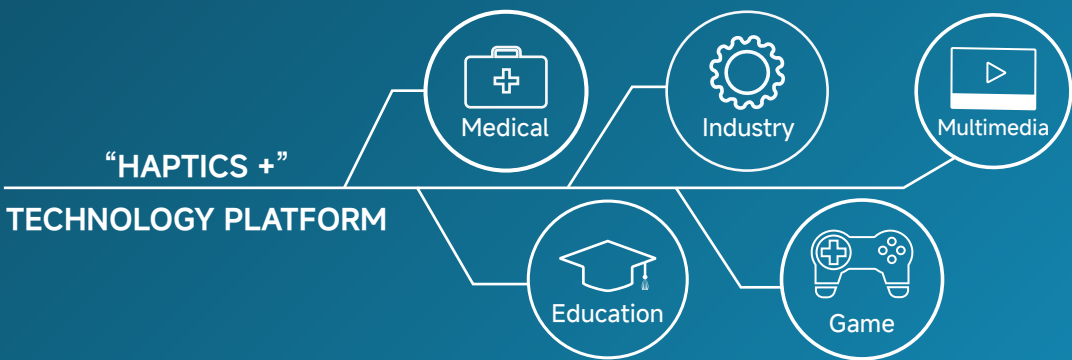 “HAPTICS +”
TECHNOLOGY PLATFORM
Medical
Industry
Multimedia
Education
Game